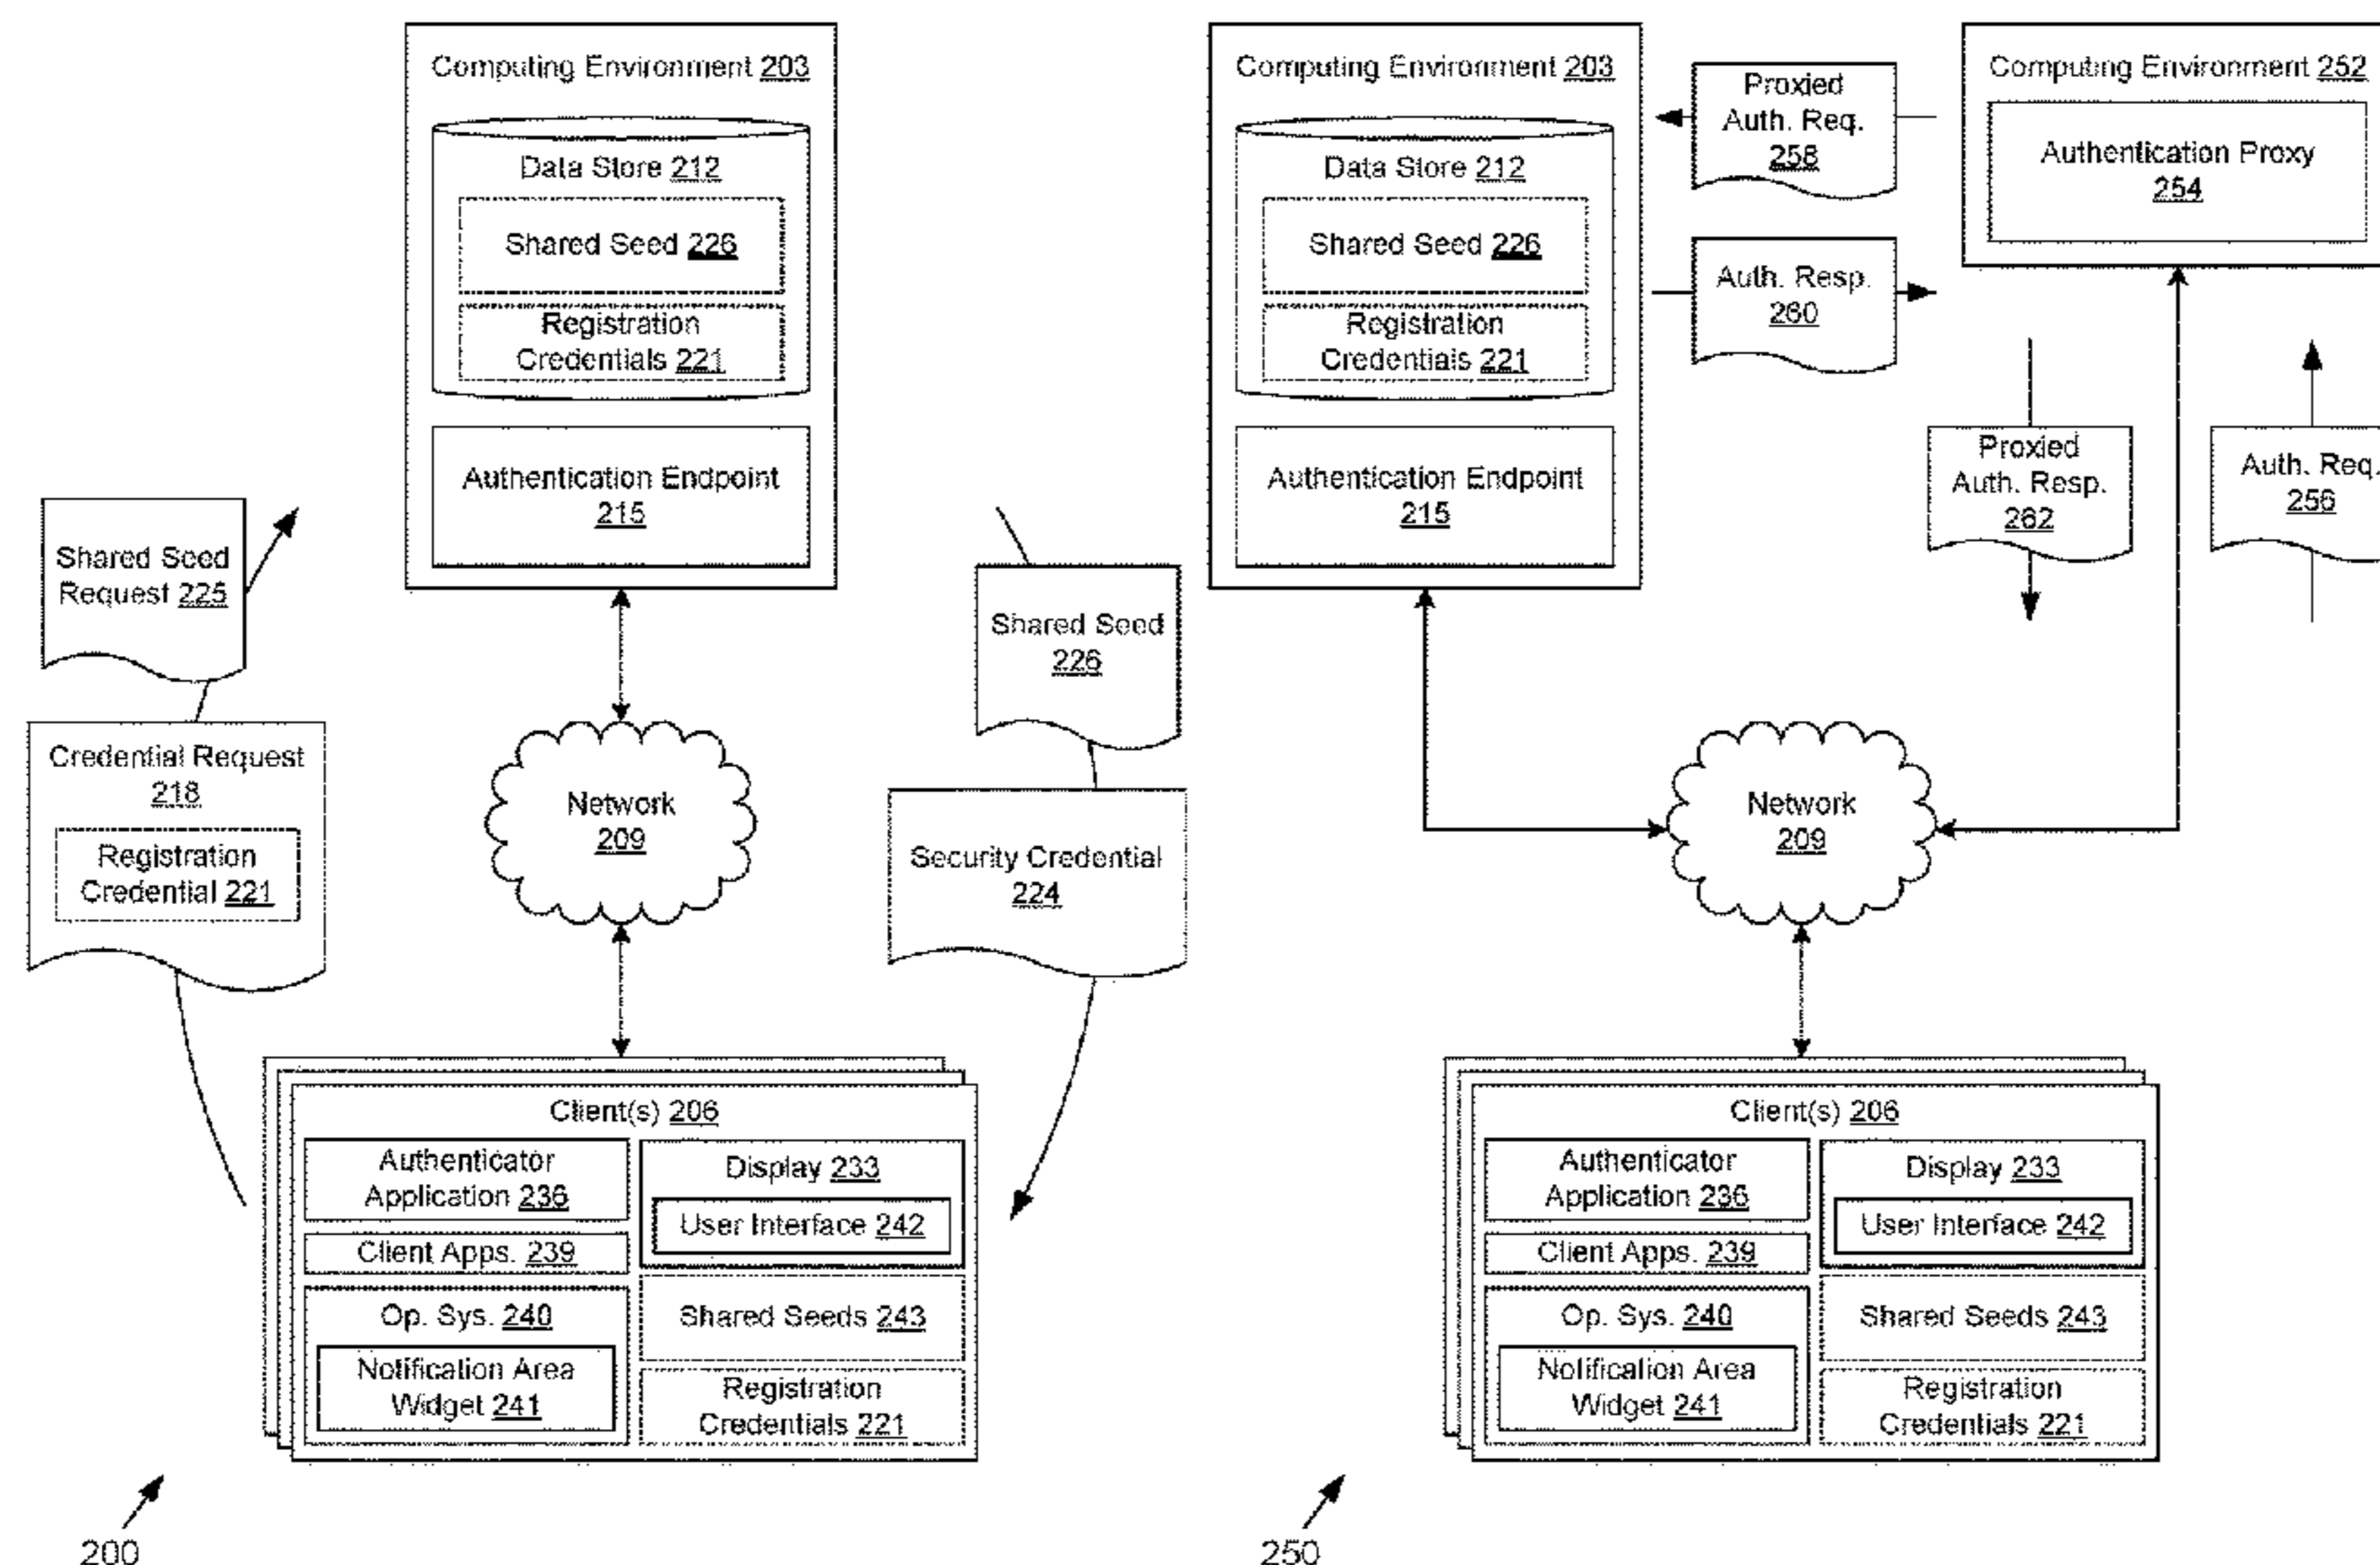 Computing Environment 203
Data Store 212
Shared Seed 226
Registration
Credentials 221
Authentication Endpoint
215
Shared Seed
Request 225
Credential Request
218
Registration
Credential 221
Network
209
Shared Seed
226
Security Credential
224
Client(s) 206
Authenticator
Application 236
Client Apps. 239
Op. Sys. 240
Notification Area
Widget 241
Display 233
User Interface 242
Shared Seeds 243
Registration
Credentials 221
200
Computing Environment 203
Data Store 212
Shared Seed 226
Registration
Credentials 221
Authentication Endpoint
215
Proxied
Auth. Req.
258
Auth. Resp.
260
Computing Environment 252
Authentication Proxy
254
Proxied
Auth. Resp.
262
Auth. Req.
256
Network
209
Client(s) 206
Authenticator
Application 236
Client Apps. 239
Op. Sys. 240
Notification Area
Widget 241
Display 233
User Interface 242
Shared Seeds 243
Registration
Credentials 221
250